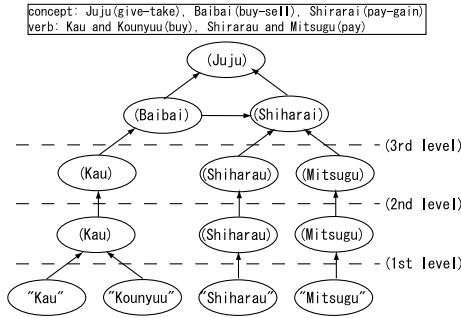 concept: Juju(give-take), Baibai(buy-sell), Shirarai(pay-gain)
verb: Kau and Kounyuu(buy), Shirarau and Mitsugu(pay)
(Juju)
(Baibai) (Shiharai)
(3rd level)
(Kau) (Shiharau) (Mitsugu)
(2nd level)
(Kau) (Shiharau) (Mitsugu)
(1st level)
"Kau" "Kounyuu" "Shiharau" "Mitsugu"